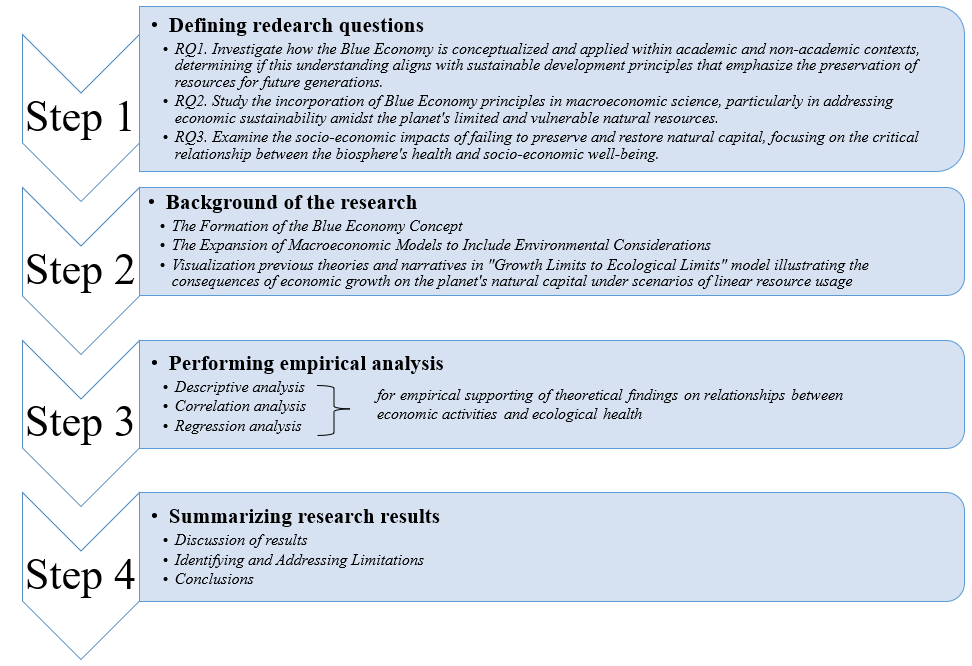 Step 1
• Defining redearch questions
• RQ1. Investigate how the Blue Economy is conceptualized and applied within academic and non-academic contexts,
determining if this understanding aligns with sustainable development principles that emphasize the preservation of
resources for future generations.
• RQ2. Study the incorporation of Blue Economy principles in macroeconomic science, particularly in addressing
economic sustainability amidst the planet's limited and vulnerable natural resources.
• RQ3. Examine the socio-economic impacts of failing to preserve and restore natural capital, focusing on the critical
relationship between the biosphere's health and socio-economic well-being.
Step 2
• Background of the research
• The Formation of the Blue Economy Concept
• The Expansion of Macroeconomic Models to Include Environmental Considerations
• Visualization previous theories and narratives in "Growth Limits to Ecological Limits" model illustrating the
consequences of economic growth on the planet's natural capital under scenarios of linear resource usage
Step 3
• Performing empirical analysis
• Descriptive analysis
• Correlation analysis
• Regression analysis
for empirical supporting of theoretical findings on relationships between
economic activities and ecological health
Step 4
• Summarizing research results
• Discussion of results
• Identifying and Addressing Limitations
• Conclusions